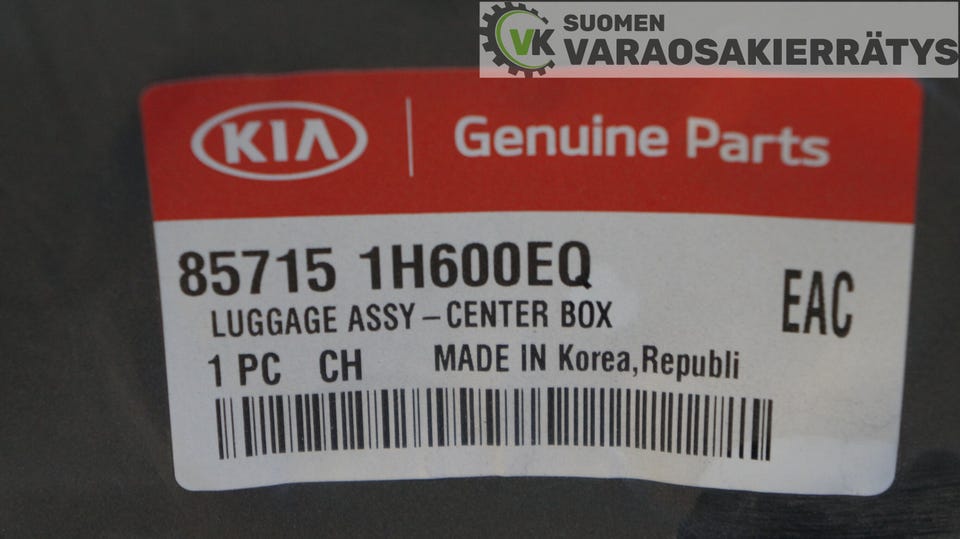 SUOMEN
VK VARAOSAKIERRÄTYS
KIA Genuine Parts
85715 1H600EQ
LUGGAGE ASSY-CENTER BOX
EAC
1 PC CH MADE IN Korea,Republi